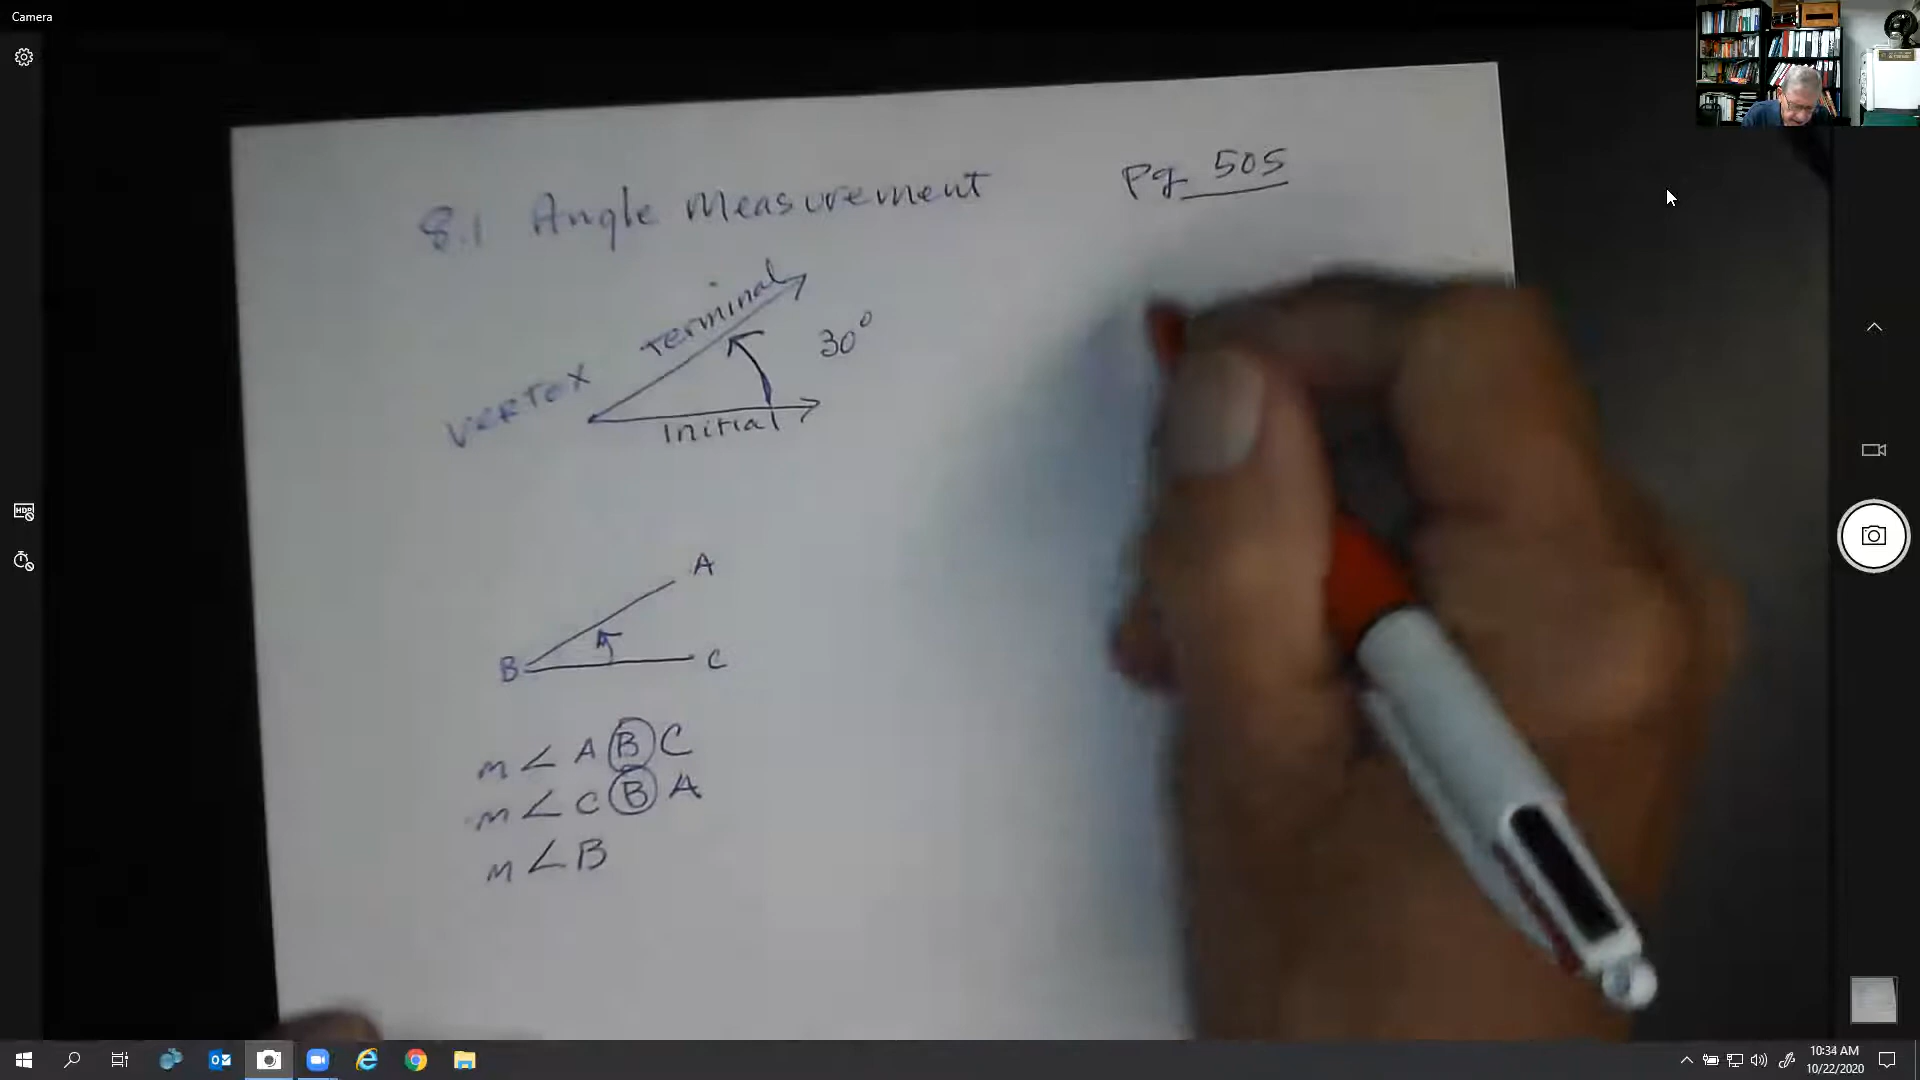 Camera
8.1 Angle Measurement
Pg 505
Terminal
30°
VERTEX
Initial
A
B
C
m∠ABC
m∠CBA
m∠B
HDR
10:34 AM
10/22/2020